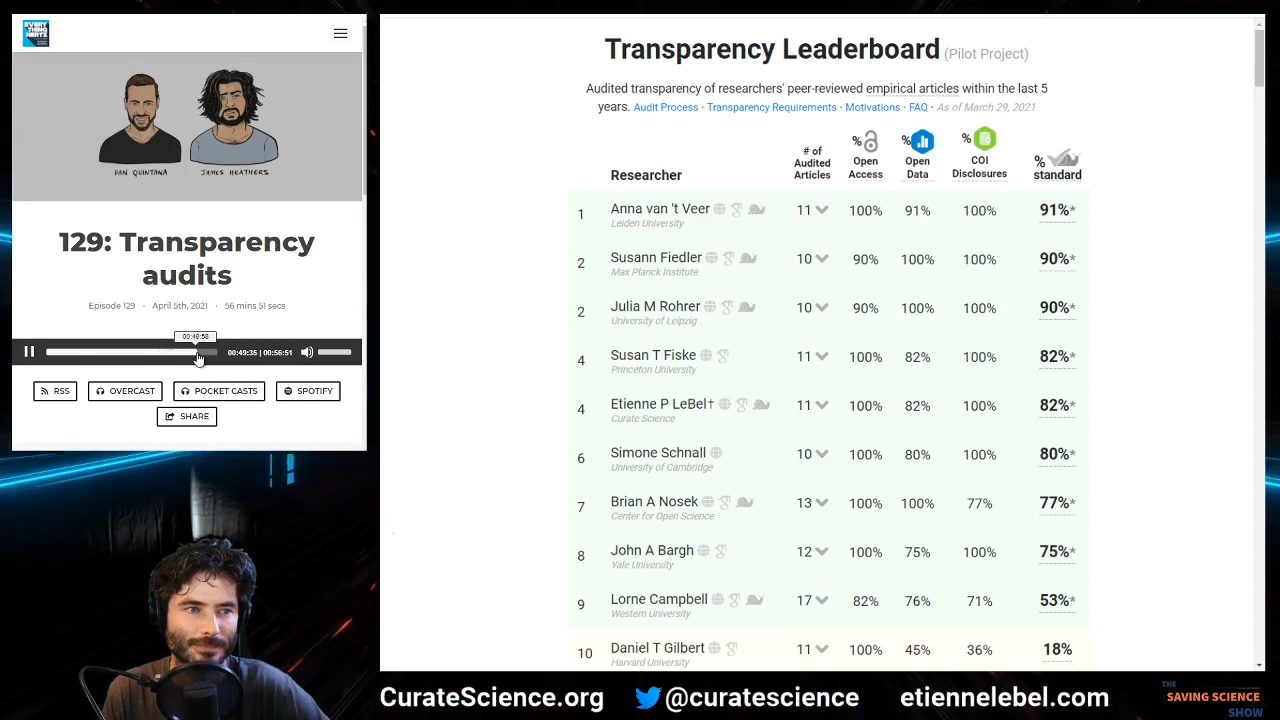 EVERY
THING
HERTZ
DAN QUINTANA
JAMES HEATHERS
129: Transparency
audits
Episode 129 - April 5th, 2021 - 56 mins 51 secs
00:49:35 | 00:56:51
RSS
OVERCAST
POCKET CASTS
SPOTIFY
SHARE
Transparency Leaderboard (Pilot Project)
Audited transparency of researchers' peer-reviewed empirical articles within the last 5
years. Audit Process · Transparency Requirements · Motivations · FAQ · As of March 29, 2021
Researcher
# of
Audited
Articles
%
Open
Access
%
Open
Data
%
COI
Disclosures
%
standard
1 Anna van 't Veer 11 100% 91% 100% 91%*
Leiden University
2 Susann Fiedler 10 90% 100% 100% 90%*
Max Planck Institute
2 Julia M Rohrer 10 90% 100% 100% 90%*
University of Leipzig
4 Susan T Fiske 11 100% 82% 100% 82%*
Princeton University
4 Etienne P LeBel† 11 100% 82% 100% 82%*
Curate Science
6 Simone Schnall 10 100% 80% 100% 80%*
University of Cambridge
7 Brian A Nosek 13 100% 100% 77% 77%*
Center for Open Science
8 John A Bargh 12 100% 75% 100% 75%*
Yale University
9 Lorne Campbell 17 82% 76% 71% 53%*
Western University
10 Daniel T Gilbert 11 100% 45% 36% 18%
Harvard University
CurateScience.org @curatescience etiennelebel.com
THE
SAVING SCIENCE
SHOW